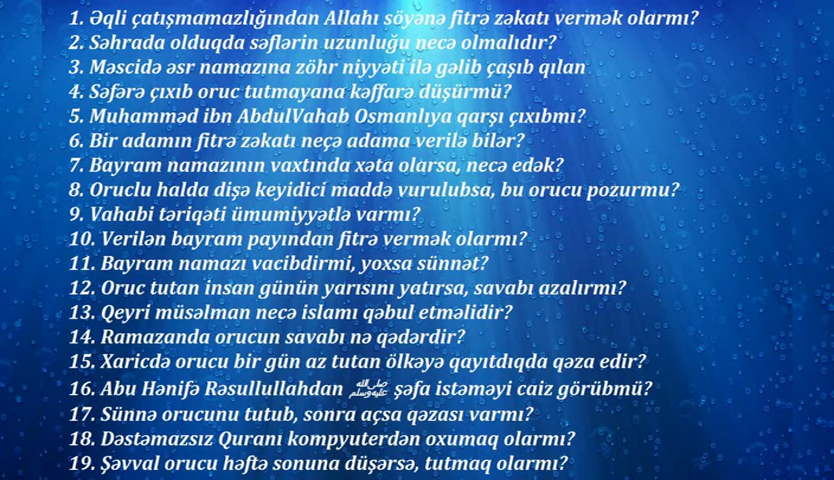 1. Əqli çatışmamazlığından Allahı söyənə fitrə zəkatı vermək olarmı?
2. Səhrada olduqda səflərin uzunluğu necə olmalıdır?
3. Məscidə əsr namazına zöhr niyyəti ilə gəlib çaşıb qılan
4. Səfərə çıxıb oruc tutmayana kəffarə düşürmü?
5. Muhamməd ibn AbdulVahab Osmanlıya qarşı çıxıbmı?
6. Bir adamın fitrə zəkatı neçə adama verilə bilər?
7. Bayram namazının vaxtında xəta olarsa, necə edək?
8. Oruclu halda dişə keyidici maddə vurulubsa, bu orucu pozurmu?
9. Vahabi təriqəti ümumiyyətlə varmı?
10. Verilən bayram payından fitrə vermək olarmı?
11. Bayram namazı vacibdirmi, yoxsa sünnət?
12. Oruc tutan insan günün yarısını yatırsa, savabı azalırmı?
13. Qeyri müsəlman necə islamı qəbul etməlidir?
14. Ramazanda orucun savabı nə qədərdir?
15. Xaricdə orucu bir gün az tutan ölkəyə qayıtdıqda qəza edir?
16. Abu Hənifə Rəsullullahdan ﷺ şəfa istəməyi caiz görübmü?
17. Sünnə orucunu tutub, sonra açsa qəzası varmı?
18. Dəstəmazsız Quranı kompyuterdən oxumaq olarmı?
19. Şəvval orucu həftə sonuna düşərsə, tutmaq olarmı?